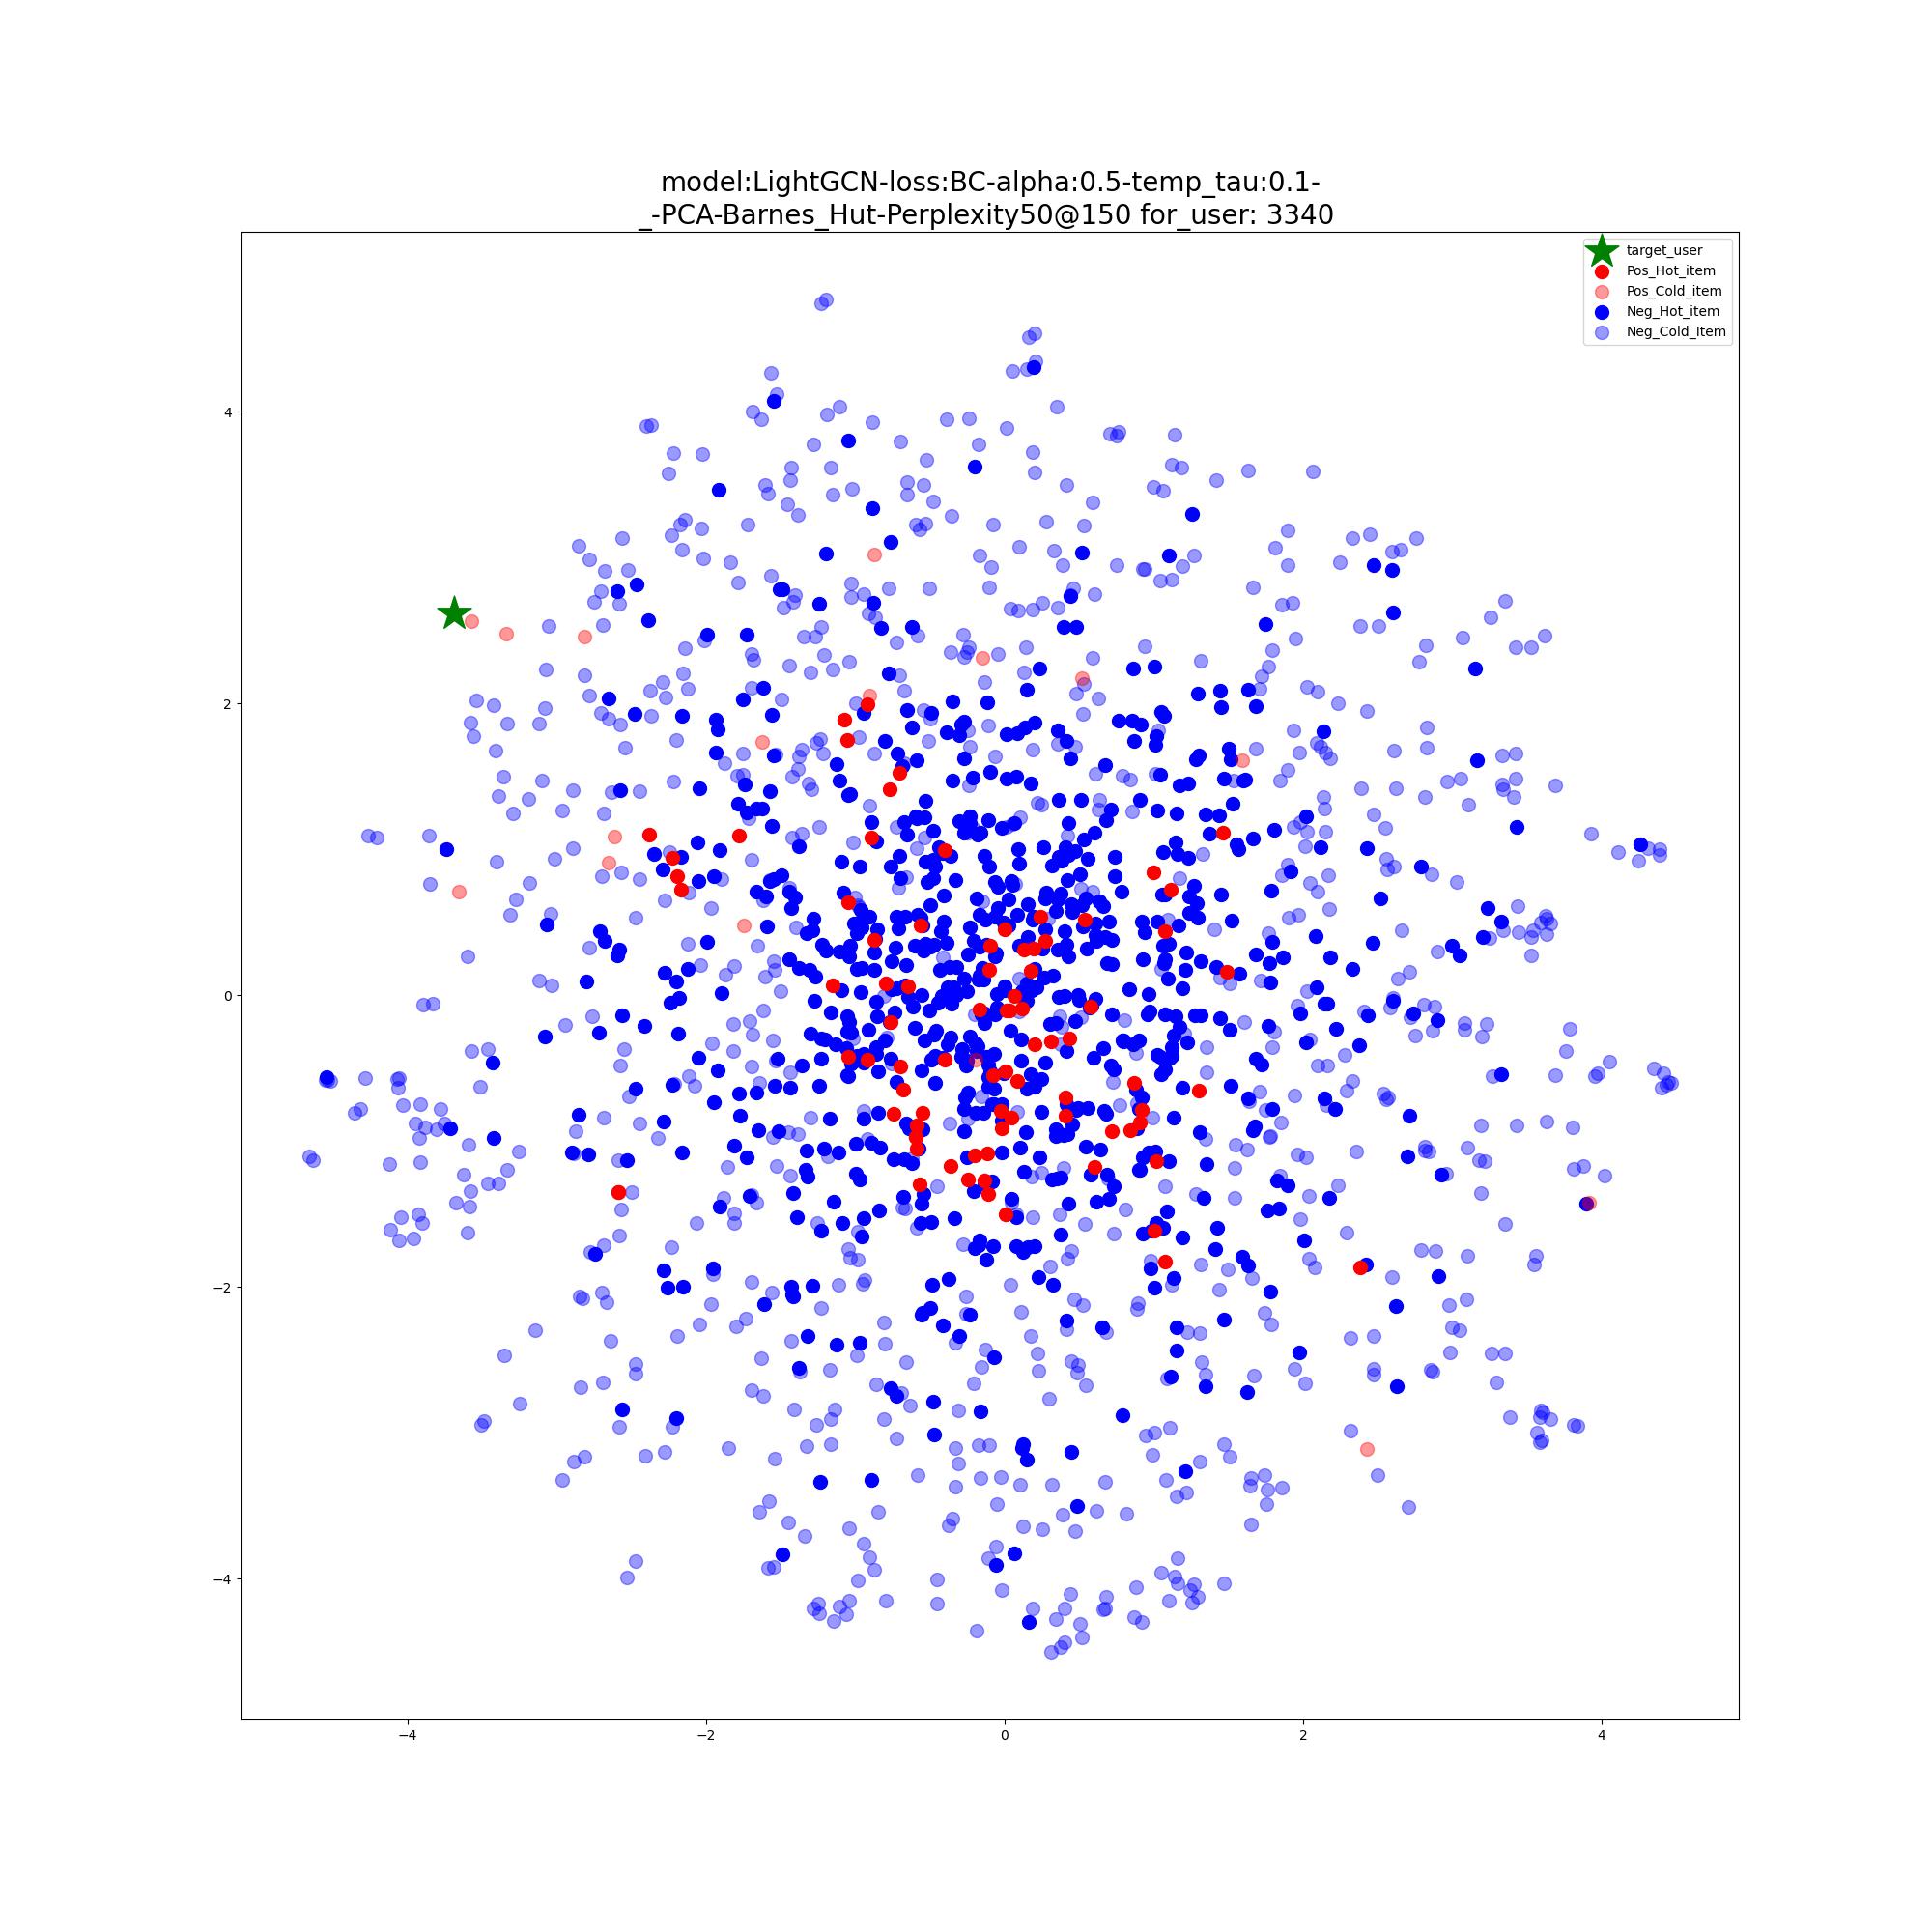 model:LightGCN-loss:BC-alpha:0.5-temp_tau:0.1-
_-PCA-Barnes_Hut-Perplexity50@150 for_user: 3340
target_user
Pos_Hot_item
Pos_Cold_item
Neg_Hot_item
Neg_Cold_Item
4
2
0
−2
−4
−4
−2
0
2
4